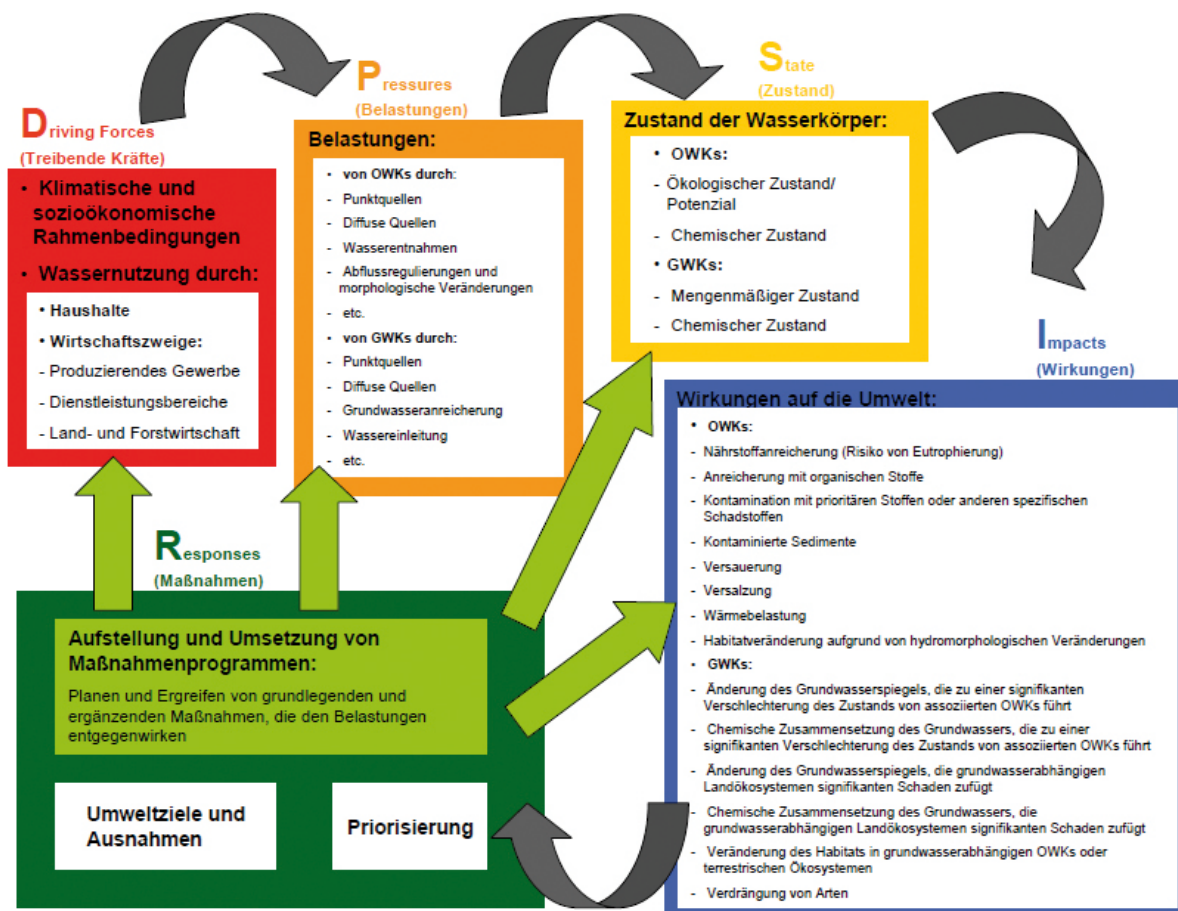 Driving Forces
(Treibende Kräfte)
• Klimatische und
sozioökonomische
Rahmenbedingungen
• Wassernutzung durch:
• Haushalte
• Wirtschaftszweige:
- Produzierendes Gewerbe
- Dienstleistungsbereiche
- Land- und Forstwirtschaft
Pressures
(Belastungen)
Belastungen:
• von OWKs durch:
- Punktquellen
- Diffuse Quellen
- Wasserentnahmen
- Abflussregulierungen und
morphologische Veränderungen
- etc.
• von GWKs durch:
- Punktquellen
- Diffuse Quellen
- Grundwasseranreicherung
- Wassereinleitung
- etc.
State
(Zustand)
Zustand der Wasserkörper:
• OWKs:
- Ökologischer Zustand/
Potenzial
- Chemischer Zustand
• GWKs:
- Mengenmäßiger Zustand
- Chemischer Zustand
Impacts
(Wirkungen)
Wirkungen auf die Umwelt:
• OWKs:
- Nährstoffanreicherung (Risiko von Eutrophierung)
- Anreicherung mit organischen Stoffe
- Kontamination mit prioritären Stoffen oder anderen spezifischen
Schadstoffen
- Kontaminierte Sedimente
- Versauerung
- Versalzung
- Wärmebelastung
- Habitatveränderung aufgrund von hydromorphologischen Veränderungen
• GWKs:
- Änderung des Grundwasserspiegels, die zu einer signifikanten
Verschlechterung des Zustands von assoziierten OWKs führt
- Chemische Zusammensetzung des Grundwassers, die zu einer
signifikanten Verschlechterung des Zustands von assoziierten OWKs führt
- Änderung des Grundwasserspiegels, die grundwasserabhängigen
Landökosystemen signifikanten Schaden zufügt
- Chemische Zusammensetzung des Grundwassers, die
grundwasserabhängigen Landökosystemen signifikanten Schaden zufügt
- Veränderung des Habitats in grundwasserabhängigen OWKs oder
terrestrischen Ökosystemen
- Verdrängung von Arten
Responses
(Maßnahmen)
Aufstellung und Umsetzung von
Maßnahmenprogrammen:
Planen und Ergreifen von grundlegenden und
ergänzenden Maßnahmen, die den Belastungen
entgegenwirken
Umweltziele und
Ausnahmen
Priorisierung